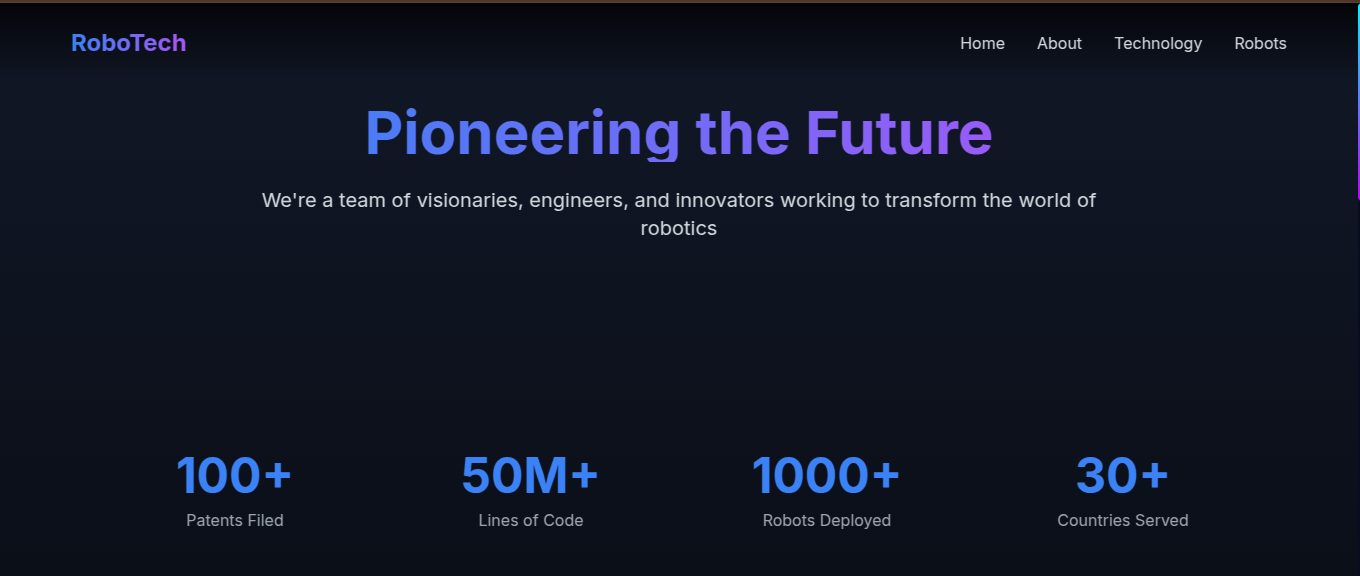 RoboTech
Home About Technology Robots
Pioneering the Future
We're a team of visionaries, engineers, and innovators working to transform the world of
robotics
100+ 50M+ 1000+ 30+
Patents Filed Lines of Code Robots Deployed Countries Served